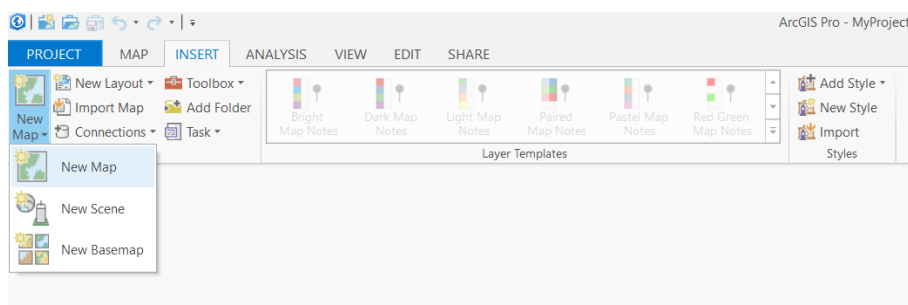 ArcGIS Pro - MyProject
PROJECT MAP INSERT ANALYSIS VIEW EDIT SHARE
New Map
New Layout
Import Map
Connections
Toolbox
Add Folder
Task
Bright Map Notes
Dark Map Notes
Light Map Notes
Paired Map Notes
Pastel Map Notes
Red Green Map Notes
Layer Templates
Add Style
New Style
Import
Styles
New Map
New Scene
New Basemap